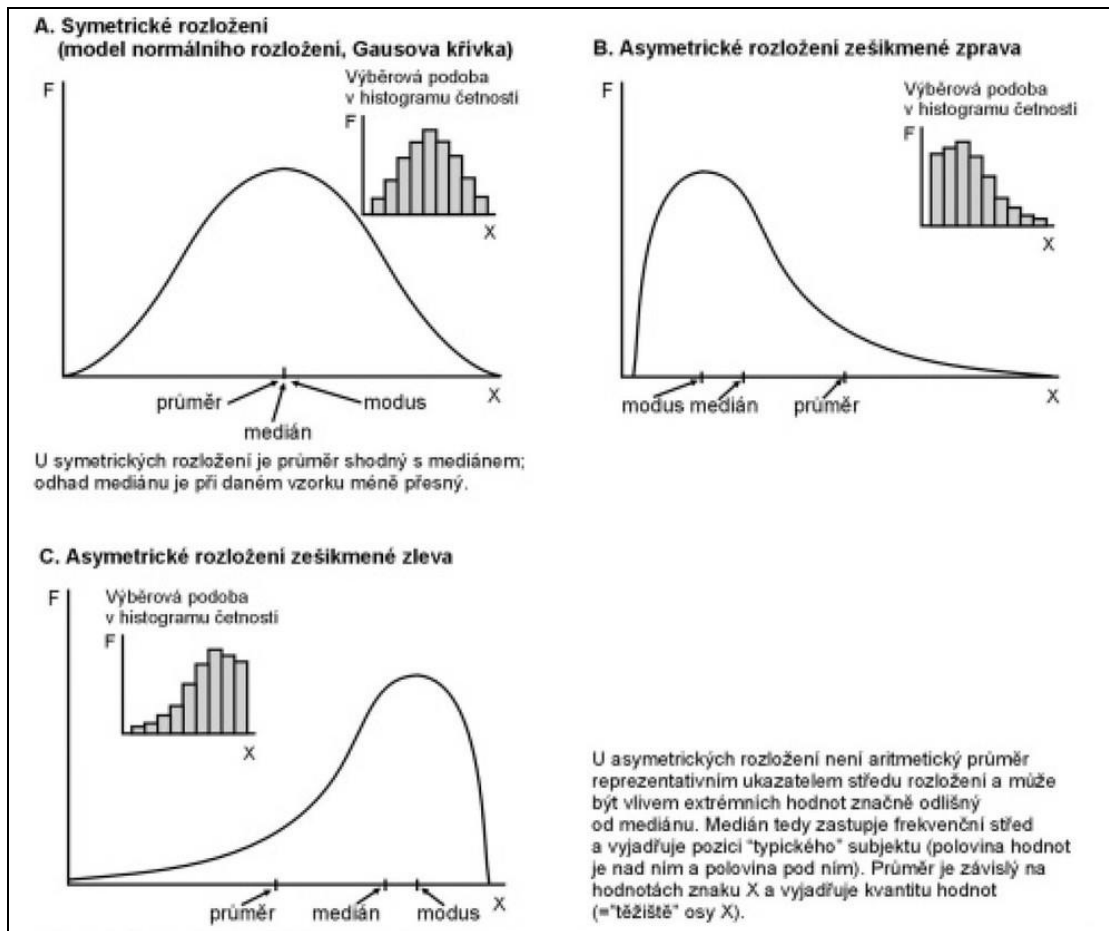 A. Symetrické rozložení
(model normálního rozložení, Gausova křivka)
F
Výběrová podoba
v histogramu četností
F
X
průměr
modus
X
medián
U symetrických rozložení je průměr shodný s mediánem;
odhad mediánu je při daném vzorku méně přesný.
B. Asymetrické rozložení zešikmené zprava
F
Výběrová podoba
v histogramu četností
F
X
modus medián průměr
X
C. Asymetrické rozložení zešikmené zleva
F
Výběrová podoba
v histogramu četností
F
X
průměr medián modus
X
U asymetrických rozložení není aritmetický průměr
reprezentativním ukazatelem středu rozložení a může
být vlivem extrémních hodnot značně odlišný
od mediánu. Medián tedy zastupje frekvenční střed
a vyjadřuje pozici "typického" subjektu (polovina hodnot
je nad ním a polovina pod ním). Průměr je závislý na
hodnotách znaku X a vyjadřuje kvantitu hodnot
(="těžiště" osy X).